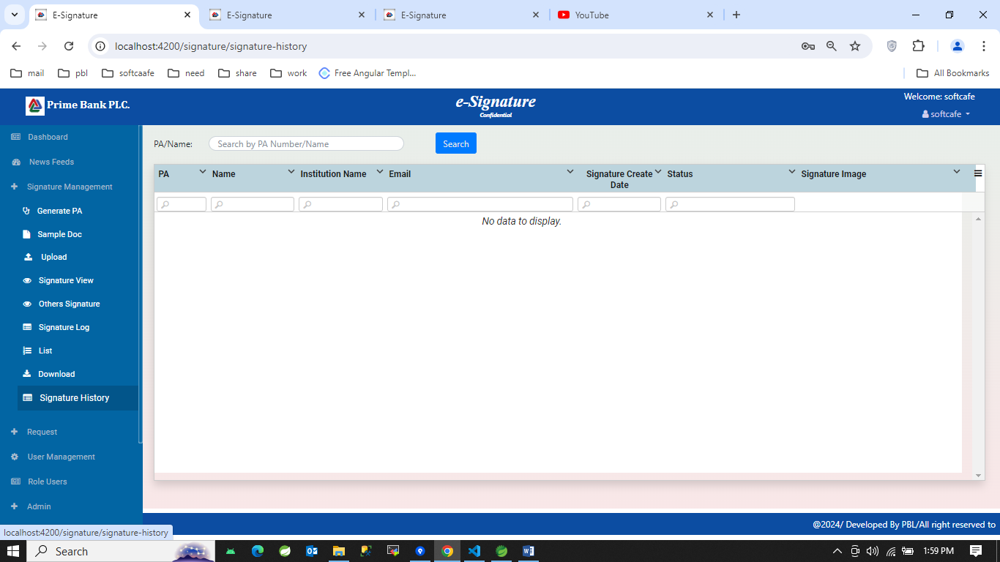 E-Signature
E-Signature
E-Signature
YouTube
localhost:4200/signature/signature-history
mail
pbl
softcaafe
need
share
work
Free Angular Templ...
All Bookmarks
Prime Bank PLC.
e-Signature
Confidential
Welcome: softcafe
softcafe
Dashboard
News Feeds
Signature Management
Generate PA
Sample Doc
Upload
Signature View
Others Signature
Signature Log
List
Download
Signature History
Request
User Management
Role Users
Admin
PA/Name:
Search by PA Number/Name
Search
PA
Name
Institution Name
Email
Signature Create
Date
Status
Signature Image
No data to display.
@2024/ Developed By PBL/All right reserved to
localhost:4200/signature/signature-history
Search
1:59 PM